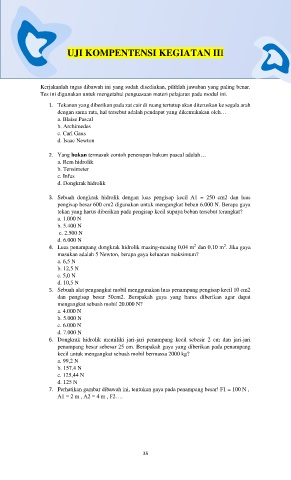 UJI KOMPENTENSI KEGIATAN III
Kerjakanlah tugas dibawah ini yang sudah disediakan, pilihlah jawaban yang paling benar.
Tes ini digunakan untuk mengetahui penguasaan materi pelajaran pada modul ini.
1. Tekanan yang diberikan pada zat cair di ruang tertutup akan diteruskan ke segala arah
dengan sama rata, hal tersebut adalah pendapat yang dikemukakan oleh…
a. Blaise Pascal
b. Archimedes
c. Carl Gaus
d. Isaac Newton
2. Yang bukan termasuk contoh penerapan hukum pascal adalah…
a. Rem hidrolik
b. Tensimeter
c. Infus
d. Dongkrak hidrolik
3. Sebuah dongkrak hidrolik dengan luas pengisap kecil A1 = 250 cm2 dan luas
pengisap besar 600 cm2 digunakan untuk mengangkat beban 6.000 N. Berapa gaya
tekan yang harus diberikan pada pengisap kecil supaya beban tersebut terangkat?
a. 1.000 N
b. 5.400 N
c. 2.500 N
d. 6.000 N
4. Luas penampang dongkrak hidrolik masing-masing 0,04 m² dan 0,10 m². Jika gaya
masukan adalah 5 Newton, berapa gaya keluaran maksimum?
a. 6,5 N
b. 12,5 N
c. 5,0 N
d. 10,5 N
5. Sebuah alat pengangkat mobil menggunakan luas penampang pengisap kecil 10 cm2
dan pengisap besar 50cm2. Berapakah gaya yang harus diberikan agar dapat
mengangkat sebuah mobil 20.000 N?
a. 4.000 N
b. 5.000 N
c. 6.000 N
d. 7.000 N
6. Dongkrak hidrolik memiliki jari-jari penampang kecil sebesar 2 cm dan jari-jari
penampang besar sebesar 25 cm. Berapakah gaya yang diberikan pada penampang
kecil untuk mengangkat sebuah mobil bermassa 2000 kg?
a. 99,2 N
b. 157,4 N
c. 125,44 N
d. 125 N
7. Perhatikan gambar dibawah ini, tentukan gaya pada penampang besar! F1 = 100 N ,
A1 = 2 m , A2 = 4 m , F2….
35